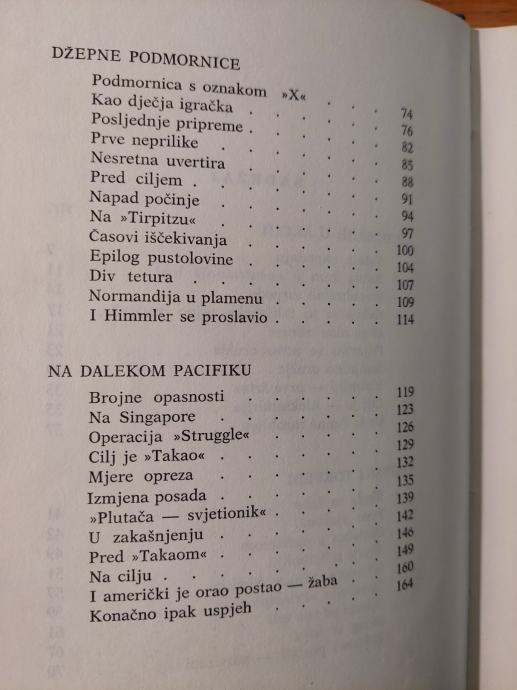 DŽEPNE PODMORNICE
Podmornica s oznakom »X« . . . 74
Kao dječja igračka . . . . . 76
Posljednje pripreme . . . . . 82
Prve neprilike . . . . . . 85
Nesretna uvertira . . . . . 88
Pred ciljem . . . . . . 91
Napad počinje . . . . . . 94
Na »Tirpitzu« . . . . . . 97
Časovi iščekivanja . . . . . 100
Epilog pustolovine . . . . . 104
Div tetura . . . . . . 107
Normandija u plamenu . . . . 109
I Himmler se proslavio . . . . 114
NA DALEKOM PACIFIKU
Brojne opasnosti . . . . . 119
Na Singapore . . . . . . 123
Operacija »Struggle« . . . . . 126
Cilj je »Takao« . . . . . . 129
Mjere opreza . . . . . . 132
Izmjena posada . . . . . . 135
»Plutača — svjetionik« . . . . 139
U zakašnjenju . . . . . . 142
Pred »Takaom« . . . . . . 146
Na cilju . . . . . . . 149
I američki je orao postao — žaba . . 160
Konačno ipak uspjeh . . . . 164